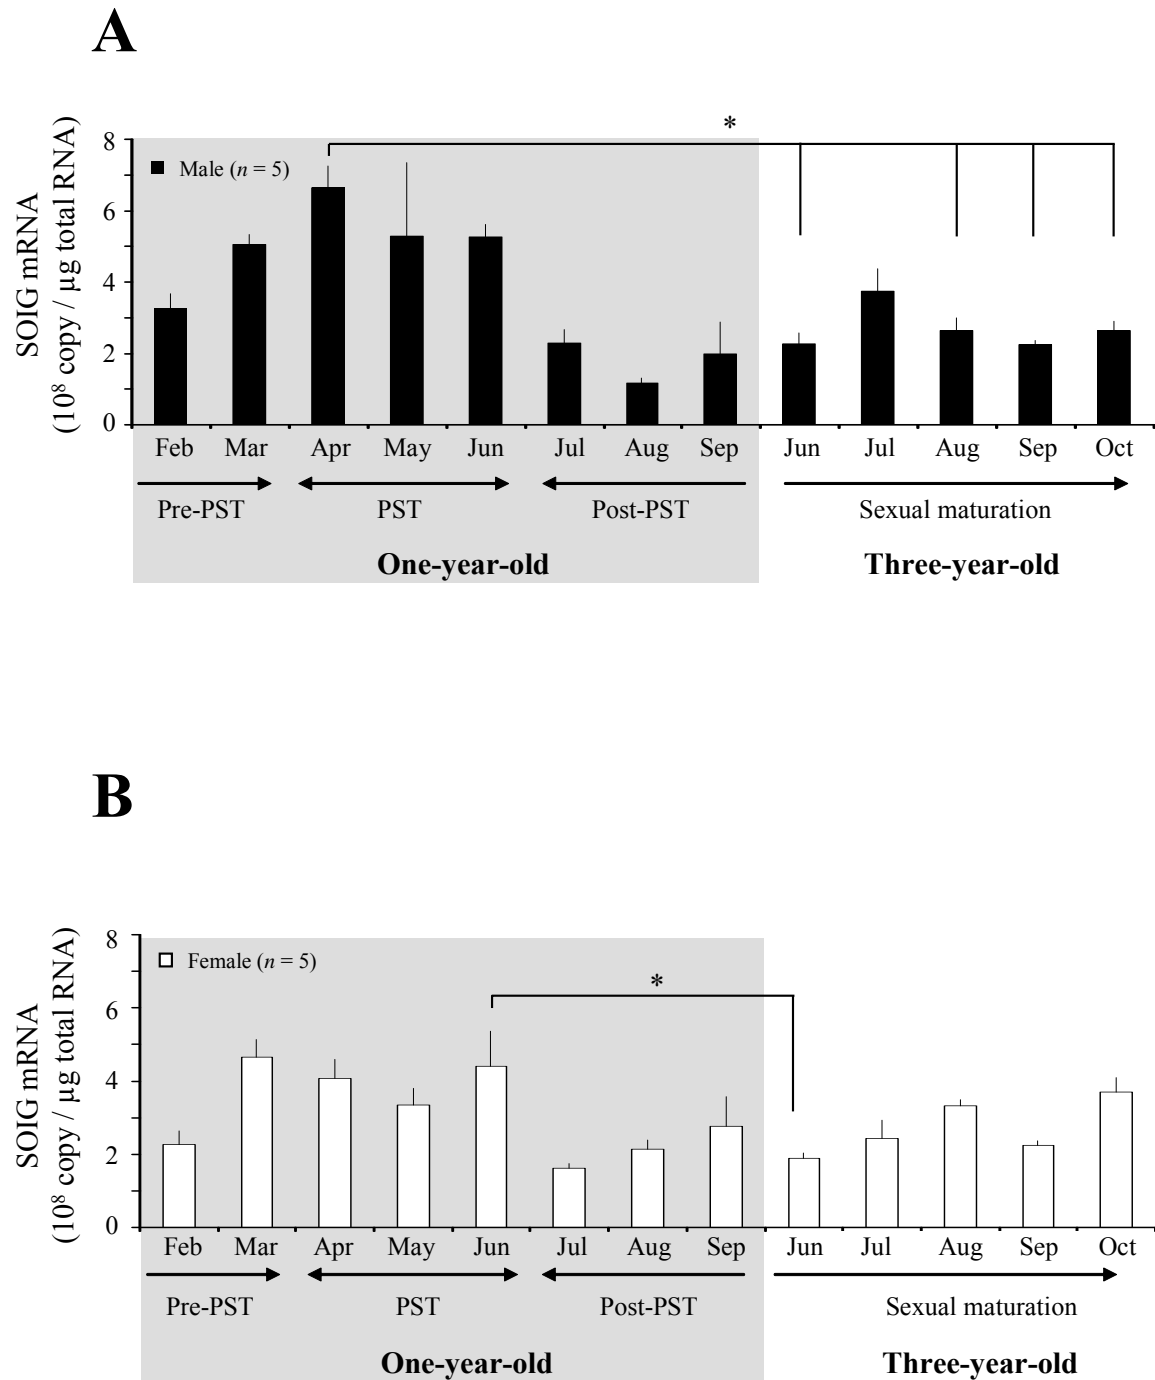 A
*
8
Male (n = 5)
6
4
2
0
SOIG mRNA
(10⁸ copy / µg total RNA)
Feb Mar Apr May Jun Jul Aug Sep Jun Jul Aug Sep Oct
Pre-PST PST Post-PST Sexual maturation
One-year-old Three-year-old
B
8
Female (n = 5)
*
6
4
2
0
SOIG mRNA
(10⁸ copy / µg total RNA)
Feb Mar Apr May Jun Jul Aug Sep Jun Jul Aug Sep Oct
Pre-PST PST Post-PST Sexual maturation
One-year-old Three-year-old